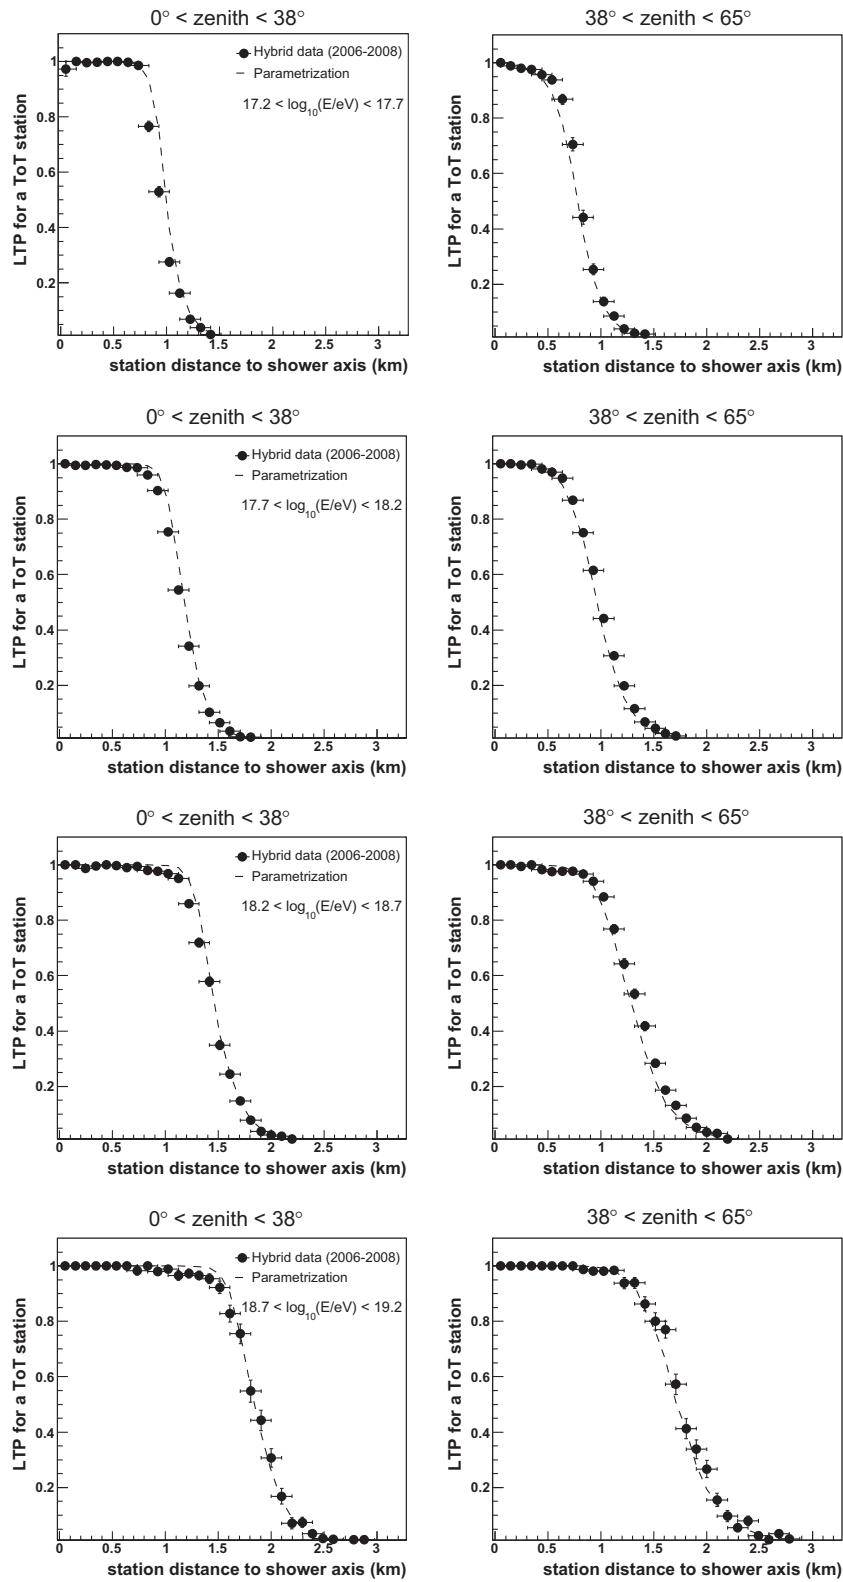 0° < zenith < 38°
LTP for a ToT station
Hybrid data (2006-2008)
Parametrization
17.2 < log10(E/eV) < 17.7
1
0.8
0.6
0.4
0.2
0 0.5 1 1.5 2 2.5 3
station distance to shower axis (km)
38° < zenith < 65°
LTP for a ToT station
1
0.8
0.6
0.4
0.2
0 0.5 1 1.5 2 2.5 3
station distance to shower axis (km)
0° < zenith < 38°
LTP for a ToT station
Hybrid data (2006-2008)
Parametrization
17.7 < log10(E/eV) < 18.2
1
0.8
0.6
0.4
0.2
0 0.5 1 1.5 2 2.5 3
station distance to shower axis (km)
38° < zenith < 65°
LTP for a ToT station
1
0.8
0.6
0.4
0.2
0 0.5 1 1.5 2 2.5 3
station distance to shower axis (km)
0° < zenith < 38°
LTP for a ToT station
Hybrid data (2006-2008)
Parametrization
18.2 < log10(E/eV) < 18.7
1
0.8
0.6
0.4
0.2
0 0.5 1 1.5 2 2.5 3
station distance to shower axis (km)
38° < zenith < 65°
LTP for a ToT station
1
0.8
0.6
0.4
0.2
0 0.5 1 1.5 2 2.5 3
station distance to shower axis (km)
0° < zenith < 38°
LTP for a ToT station
Hybrid data (2006-2008)
Parametrization
18.7 < log10(E/eV) < 19.2
1
0.8
0.6
0.4
0.2
0 0.5 1 1.5 2 2.5 3
station distance to shower axis (km)
38° < zenith < 65°
LTP for a ToT station
1
0.8
0.6
0.4
0.2
0 0.5 1 1.5 2 2.5 3
station distance to shower axis (km)